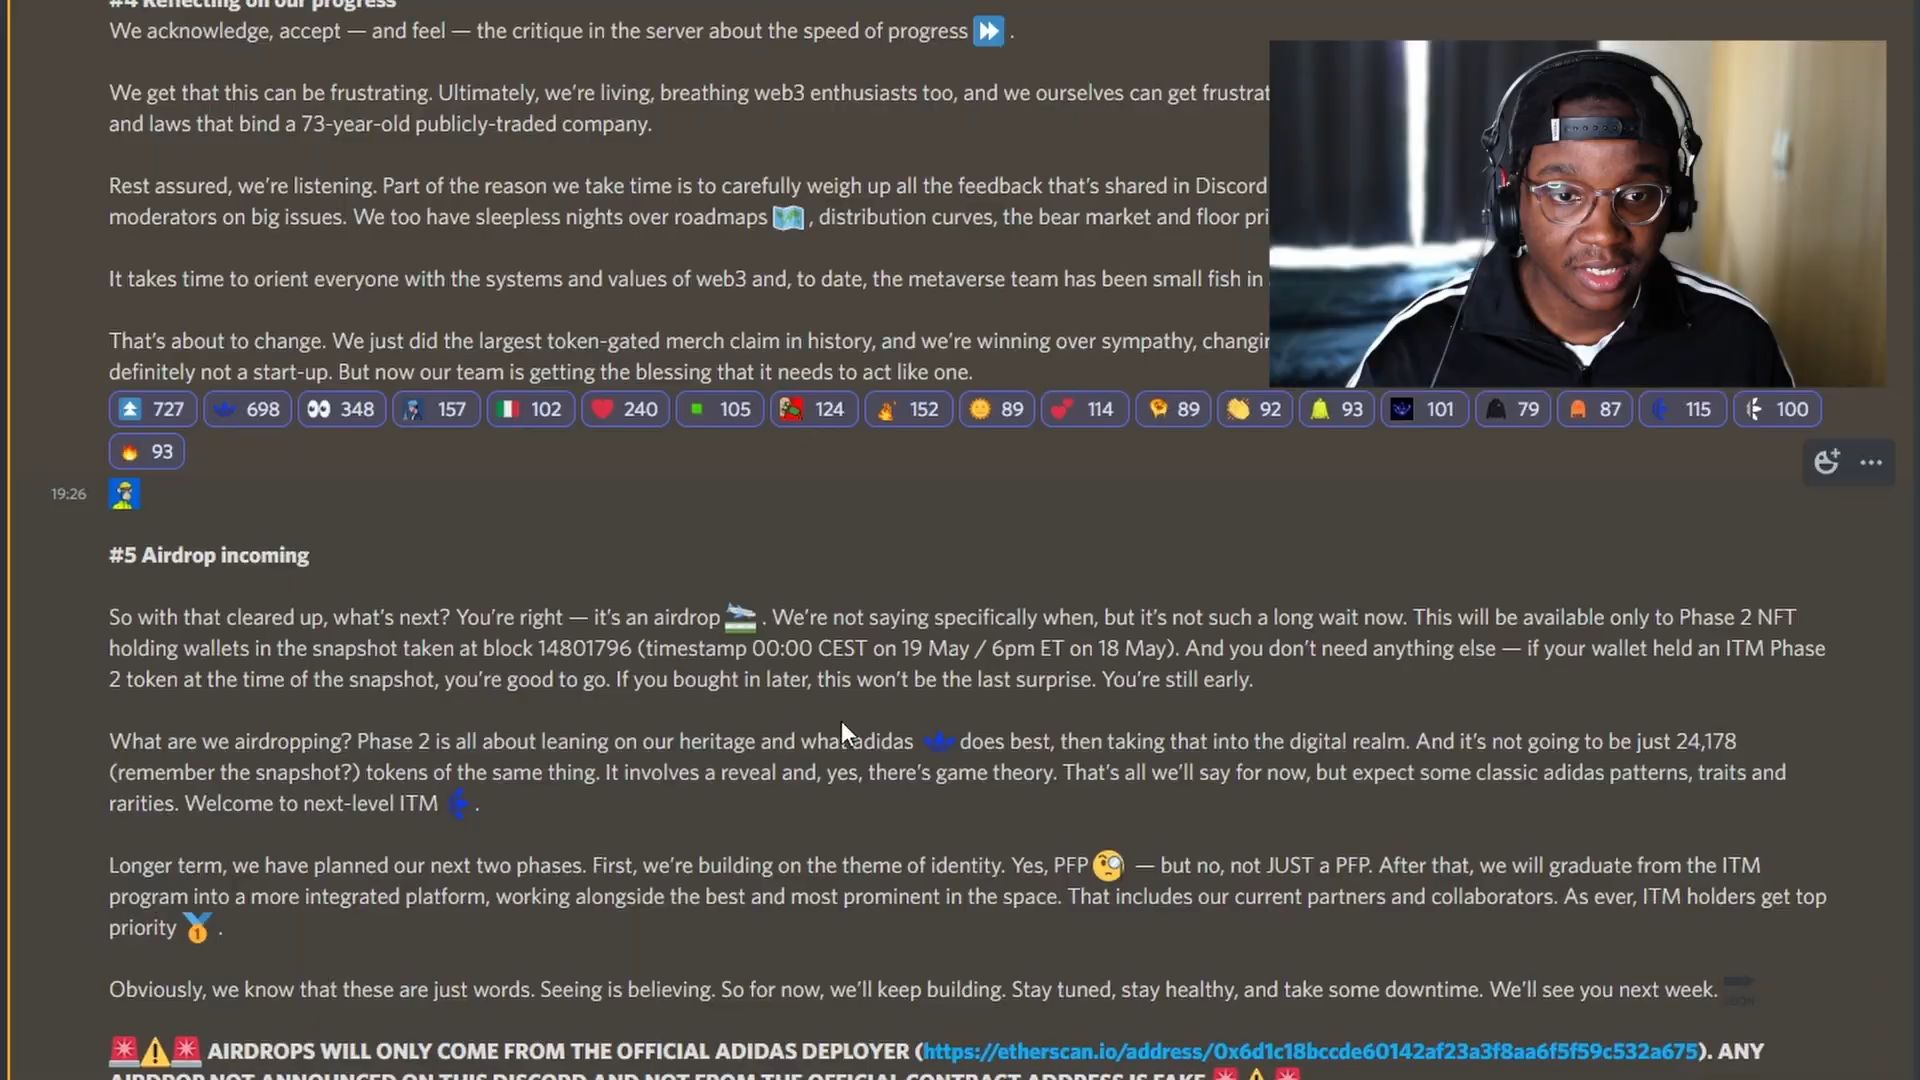 #4 Reflecting on our progress
We acknowledge, accept — and feel — the critique in the server about the speed of progress ⏩ .
We get that this can be frustrating. Ultimately, we’re living, breathing web3 enthusiasts too, and we ourselves can get
and laws that bind a 73-year-old publicly-traded company.
Rest assured, we’re listening. Part of the reason we take time is to carefully weigh up all the feedback that’s shared in Discord
moderators on big issues. We too have sleepless nights over roadmaps 🗺️ , distribution curves, the bear market and floor
It takes time to orient everyone with the systems and values of web3 and, to date, the metaverse team has been small fish in
That’s about to change. We just did the largest token-gated merch claim in history, and we’re winning over sympathy,
definitely not a start-up. But now our team is getting the blessing that it needs to act like one.
727 698 348 157 102 240 105 124 152 89 114 89 92 93 101 79 87 115 100
93
19:26
#5 Airdrop incoming
So with that cleared up, what’s next? You’re right — it’s an airdrop 🛬 . We’re not saying specifically when, but it’s not such a long wait now. This will be available only to Phase 2 NFT
holding wallets in the snapshot taken at block 14801796 (timestamp 00:00 CEST on 19 May / 6pm ET on 18 May). And you don’t need anything else — if your wallet held an ITM Phase
2 token at the time of the snapshot, you’re good to go. If you bought in later, this won’t be the last surprise. You’re still early.
What are we airdropping? Phase 2 is all about leaning on our heritage and what adidas does best, then taking that into the digital realm. And it’s not going to be just 24,178
(remember the snapshot?) tokens of the same thing. It involves a reveal and, yes, there’s game theory. That’s all we’ll say for now, but expect some classic adidas patterns, traits and
rarities. Welcome to next-level ITM .
Longer term, we have planned our next two phases. First, we’re building on the theme of identity. Yes, PFP 🧐 — but no, not JUST a PFP. After that, we will graduate from the ITM
program into a more integrated platform, working alongside the best and most prominent in the space. That includes our current partners and collaborators. As ever, ITM holders get top
priority 🥇 .
Obviously, we know that these are just words. Seeing is believing. So for now, we’ll keep building. Stay tuned, stay healthy, and take some downtime. We’ll see you next week.
🚨⚠️🚨 AIRDROPS WILL ONLY COME FROM THE OFFICIAL ADIDAS DEPLOYER (https://etherscan.io/address/0x6d1c18bccde60142af23a3f8aa6f5f59c532a675). ANY
AIRDROP NOT ANNOUNCED ON THIS DISCORD AND NOT FROM THE OFFICIAL CONTRACT ADDRESS IS FAKE 🚨⚠️🚨